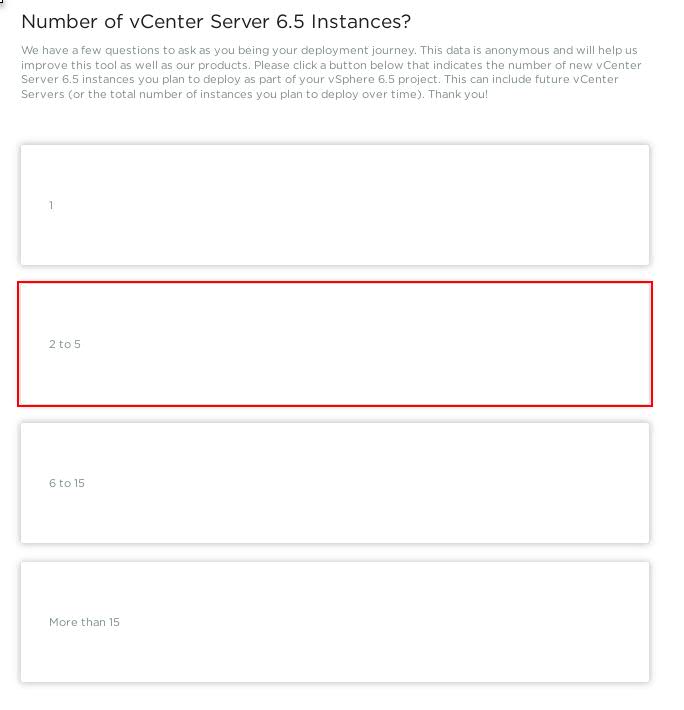 Number of vCenter Server 6.5 Instances?
We have a few questions to ask as you being your deployment journey. This data is anonymous and will help us
improve this tool as well as our products. Please click a button below that indicates the number of new vCenter
Server 6.5 instances you plan to deploy as part of your vSphere 6.5 project. This can include future vCenter
Servers (or the total number of instances you plan to deploy over time). Thank you!
1
2 to 5
6 to 15
More than 15